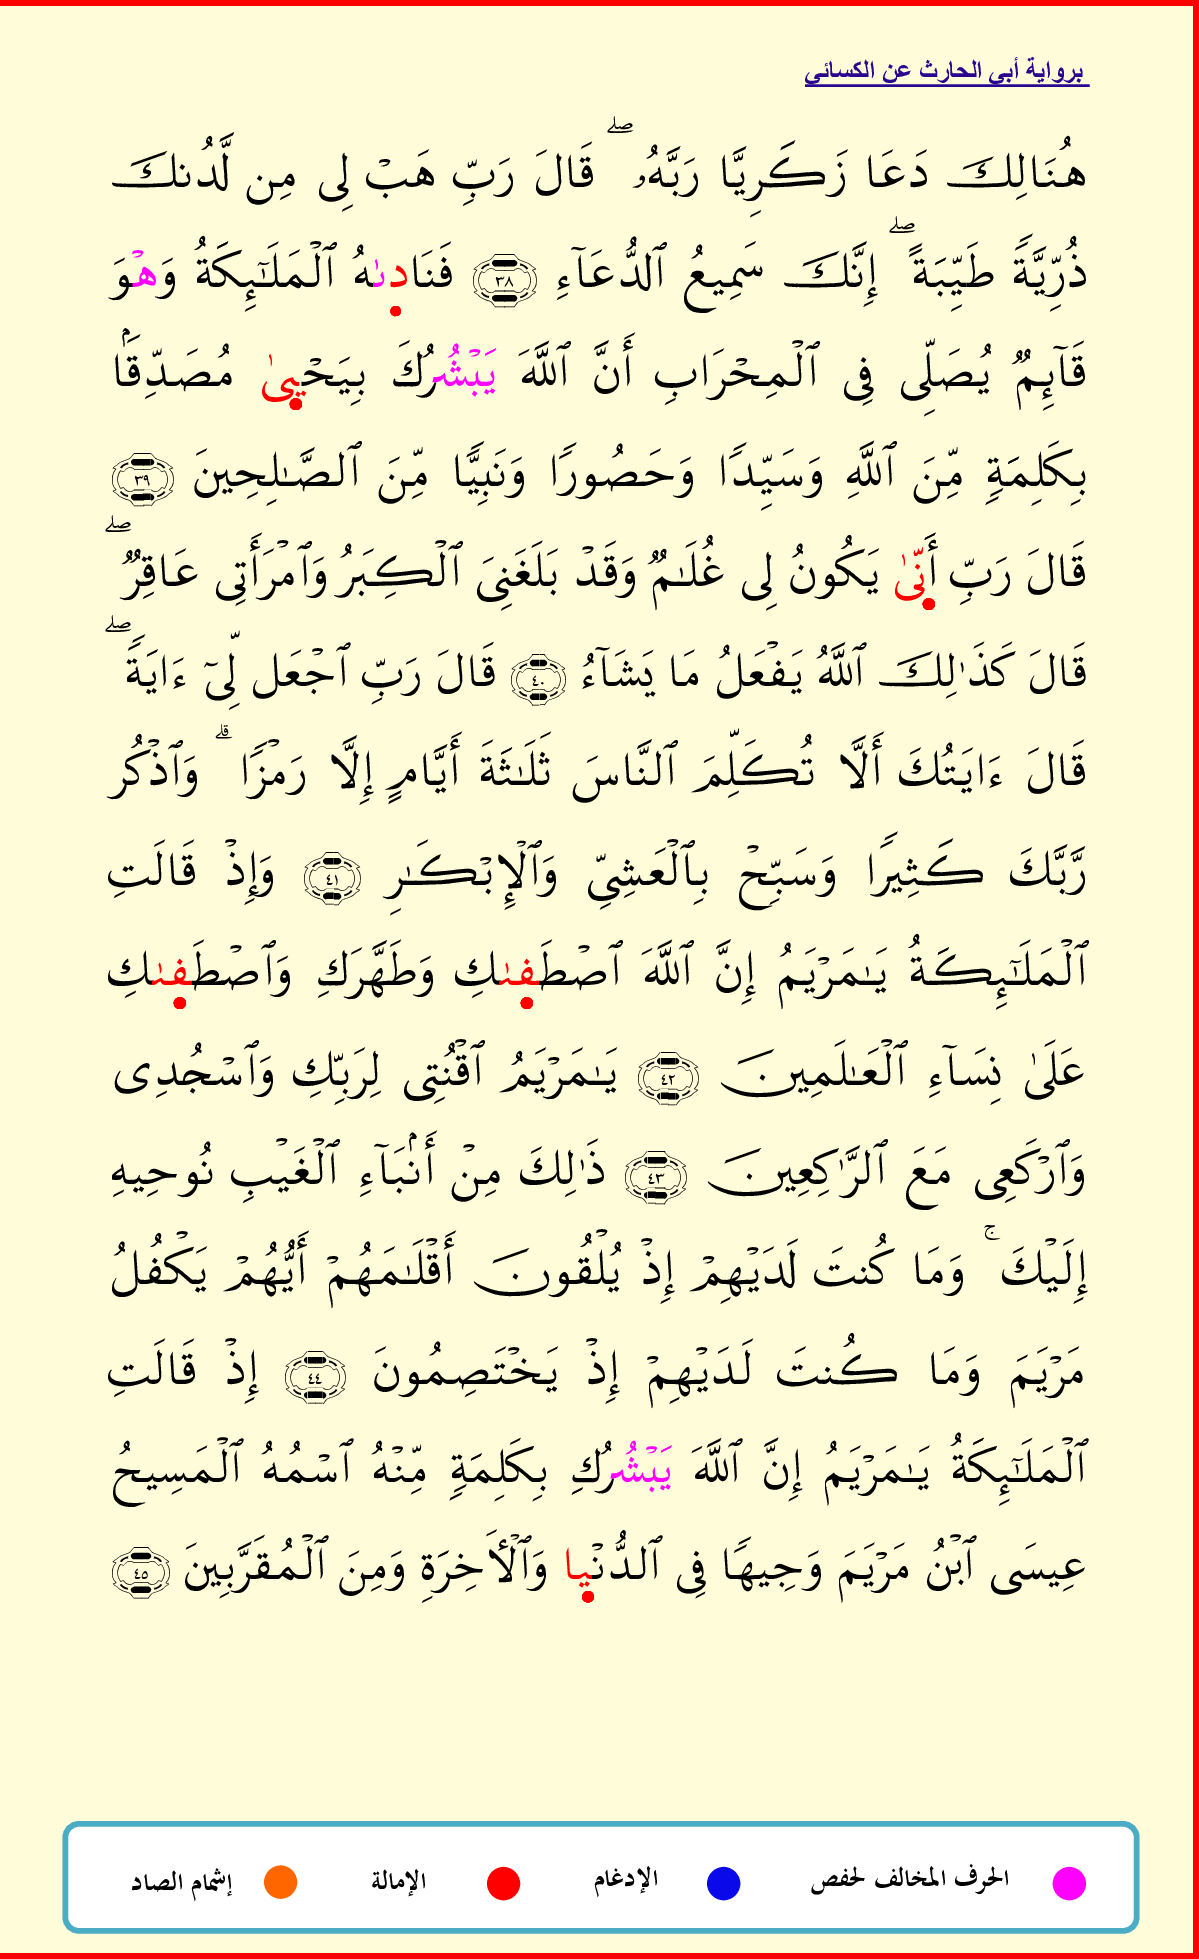 برواية أبي الحارث عن الكسائي
هُنَالِكَ دَعَا زَكَرِيَّا رَبَّهُۥ ۖ قَالَ رَبِّ هَبۡ لِى مِن لَّدُنكَ
ذُرِّيَّةً طَيِّبَةً ۖ إِنَّكَ سَمِيعُ ٱلدُّعَآءِ ٣٨ فَنَادىٰهُ ٱلۡمَلَـٰٓئِكَةُ وَهۡوَ
قَآئِمٌ يُصَلِّى فِى ٱلۡمِحۡرَابِ أَنَّ ٱللَّهَ يَبۡشُرُكَ بِيَحۡيىٰ مُصَدِّقَۢا
بِكَلِمَةٍ مِّنَ ٱللَّهِ وَسَيِّدًا وَحَصُورًا وَنَبِيًّا مِّنَ ٱلصَّـٰلِحِينَ ٣٩
قَالَ رَبِّ أَنّىٰ يَكُونُ لِى غُلَـٰمٌ وَقَدۡ بَلَغَنِىَ ٱلۡكِبَرُ وَٱمۡرَأَتِى عَاقِرٌ ۖ
قَالَ كَذَٰلِكَ ٱللَّهُ يَفۡعَلُ مَا يَشَآءُ ٤٠ قَالَ رَبِّ ٱجۡعَل لِّىٓ ءَايَةً ۖ
قَالَ ءَايَتُكَ أَلَّا تُكَلِّمَ ٱلنَّاسَ ثَلَـٰثَةَ أَيَّامٍ إِلَّا رَمۡزًا ۗ وَٱذۡكُر
رَّبَّكَ كَثِيرًا وَسَبِّحۡ بِٱلۡعَشِىِّ وَٱلۡإِبۡكَـٰرِ ٤١ وَإِذۡ قَالَتِ
ٱلۡمَلَـٰٓئِكَةُ يَـٰمَرۡيَمُ إِنَّ ٱللَّهَ ٱصۡطَفىٰكِ وَطَهَّرَكِ وَٱصۡطَفىٰكِ
عَلَىٰ نِسَآءِ ٱلۡعَـٰلَمِينَ ٤٢ يَـٰمَرۡيَمُ ٱقۡنُتِى لِرَبِّكِ وَٱسۡجُدِى
وَٱرۡكَعِى مَعَ ٱلرَّٰكِعِينَ ٤٣ ذَٰلِكَ مِنۡ أَنۢبَآءِ ٱلۡغَيۡبِ نُوحِيهِ
إِلَيۡكَ ۚ وَمَا كُنتَ لَدَيۡهِمۡ إِذۡ يُلۡقُونَ أَقۡلَـٰمَهُمۡ أَيُّهُمۡ يَكۡفُلُ
مَرۡيَمَ وَمَا كُنتَ لَدَيۡهِمۡ إِذۡ يَخۡتَصِمُونَ ٤٤ إِذۡ قَالَتِ
ٱلۡمَلَـٰٓئِكَةُ يَـٰمَرۡيَمُ إِنَّ ٱللَّهَ يَبۡشُرُكِ بِكَلِمَةٍ مِّنۡهُ ٱسۡمُهُ ٱلۡمَسِيحُ
عِيسَى ٱبۡنُ مَرۡيَمَ وَجِيهًا فِى ٱلدُّنۡيا وَٱلۡأَخِرَةِ وَمِنَ ٱلۡمُقَرَّبِينَ ٤٥
الحرف المخالف لحفص الإدغام الإمالة إشمام الصاد